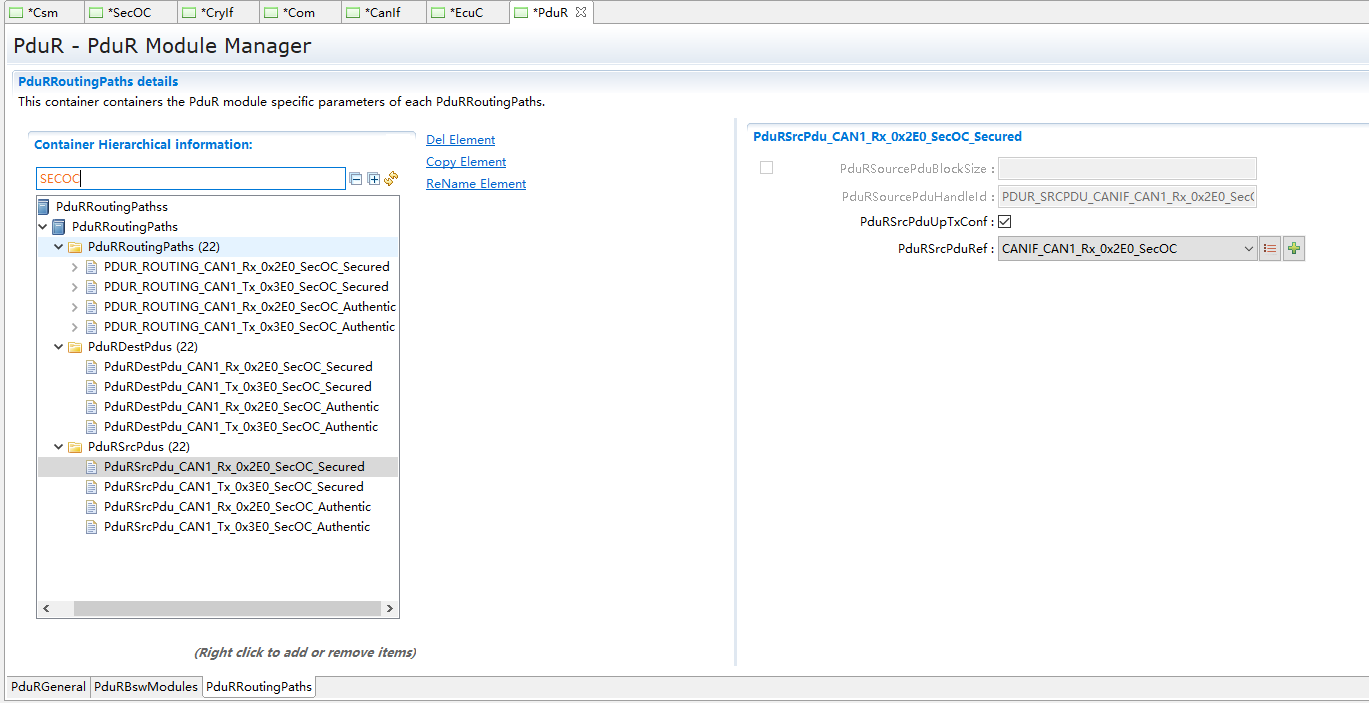 *Csm
*SecOC
*CryIf
*Com
*CanIf
*EcuC
*PduR
PduR - PduR Module Manager
PduRRoutingPaths details
This container containers the PduR module specific parameters of each PduRRoutingPaths.
Container Hierarchical information:
SECOC
PduRRoutingPathss
PduRRoutingPaths
PduRRoutingPaths (22)
PDUR_ROUTING_CAN1_Rx_0x2E0_SecOC_Secured
PDUR_ROUTING_CAN1_Tx_0x3E0_SecOC_Secured
PDUR_ROUTING_CAN1_Rx_0x2E0_SecOC_Authentic
PDUR_ROUTING_CAN1_Tx_0x3E0_SecOC_Authentic
PduRDestPdus (22)
PduRDestPdu_CAN1_Rx_0x2E0_SecOC_Secured
PduRDestPdu_CAN1_Tx_0x3E0_SecOC_Secured
PduRDestPdu_CAN1_Rx_0x2E0_SecOC_Authentic
PduRDestPdu_CAN1_Tx_0x3E0_SecOC_Authentic
PduRSrcPdus (22)
PduRSrcPdu_CAN1_Rx_0x2E0_SecOC_Secured
PduRSrcPdu_CAN1_Tx_0x3E0_SecOC_Secured
PduRSrcPdu_CAN1_Rx_0x2E0_SecOC_Authentic
PduRSrcPdu_CAN1_Tx_0x3E0_SecOC_Authentic
(Right click to add or remove items)
Del Element
Copy Element
ReName Element
PduRSrcPdu_CAN1_Rx_0x2E0_SecOC_Secured
PduRSourcePduBlockSize :
PduRSourcePduHandleId : PDUR_SRCPDU_CANIF_CAN1_Rx_0x2E0_SecO
PduRSrcPduUpTxConf :
PduRSrcPduRef : CANIF_CAN1_Rx_0x2E0_SecOC
PduRGeneral
PduRBswModules
PduRRoutingPaths